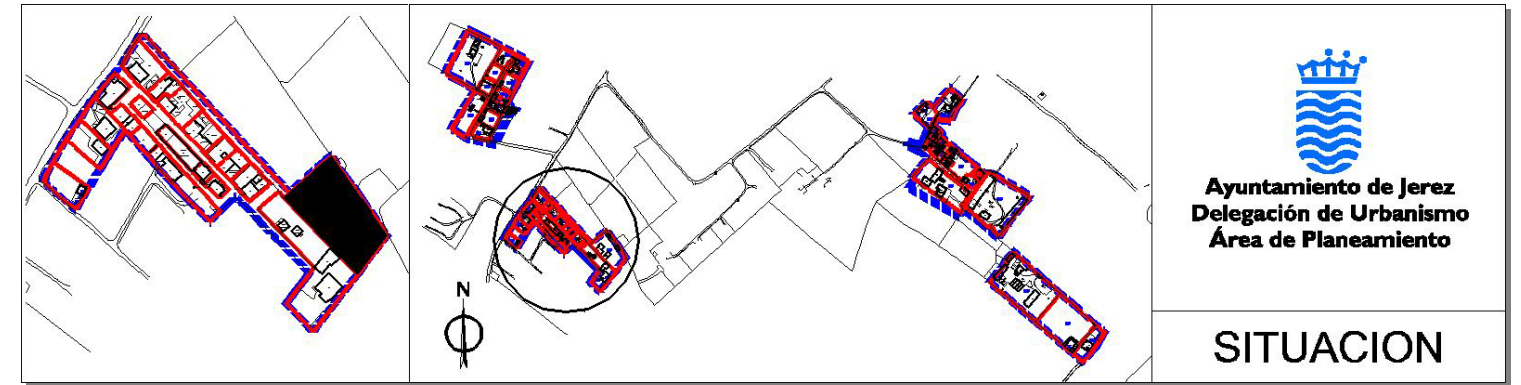 N
Ayuntamiento de Jerez
Delegación de Urbanismo
Área de Planeamiento
SITUACION